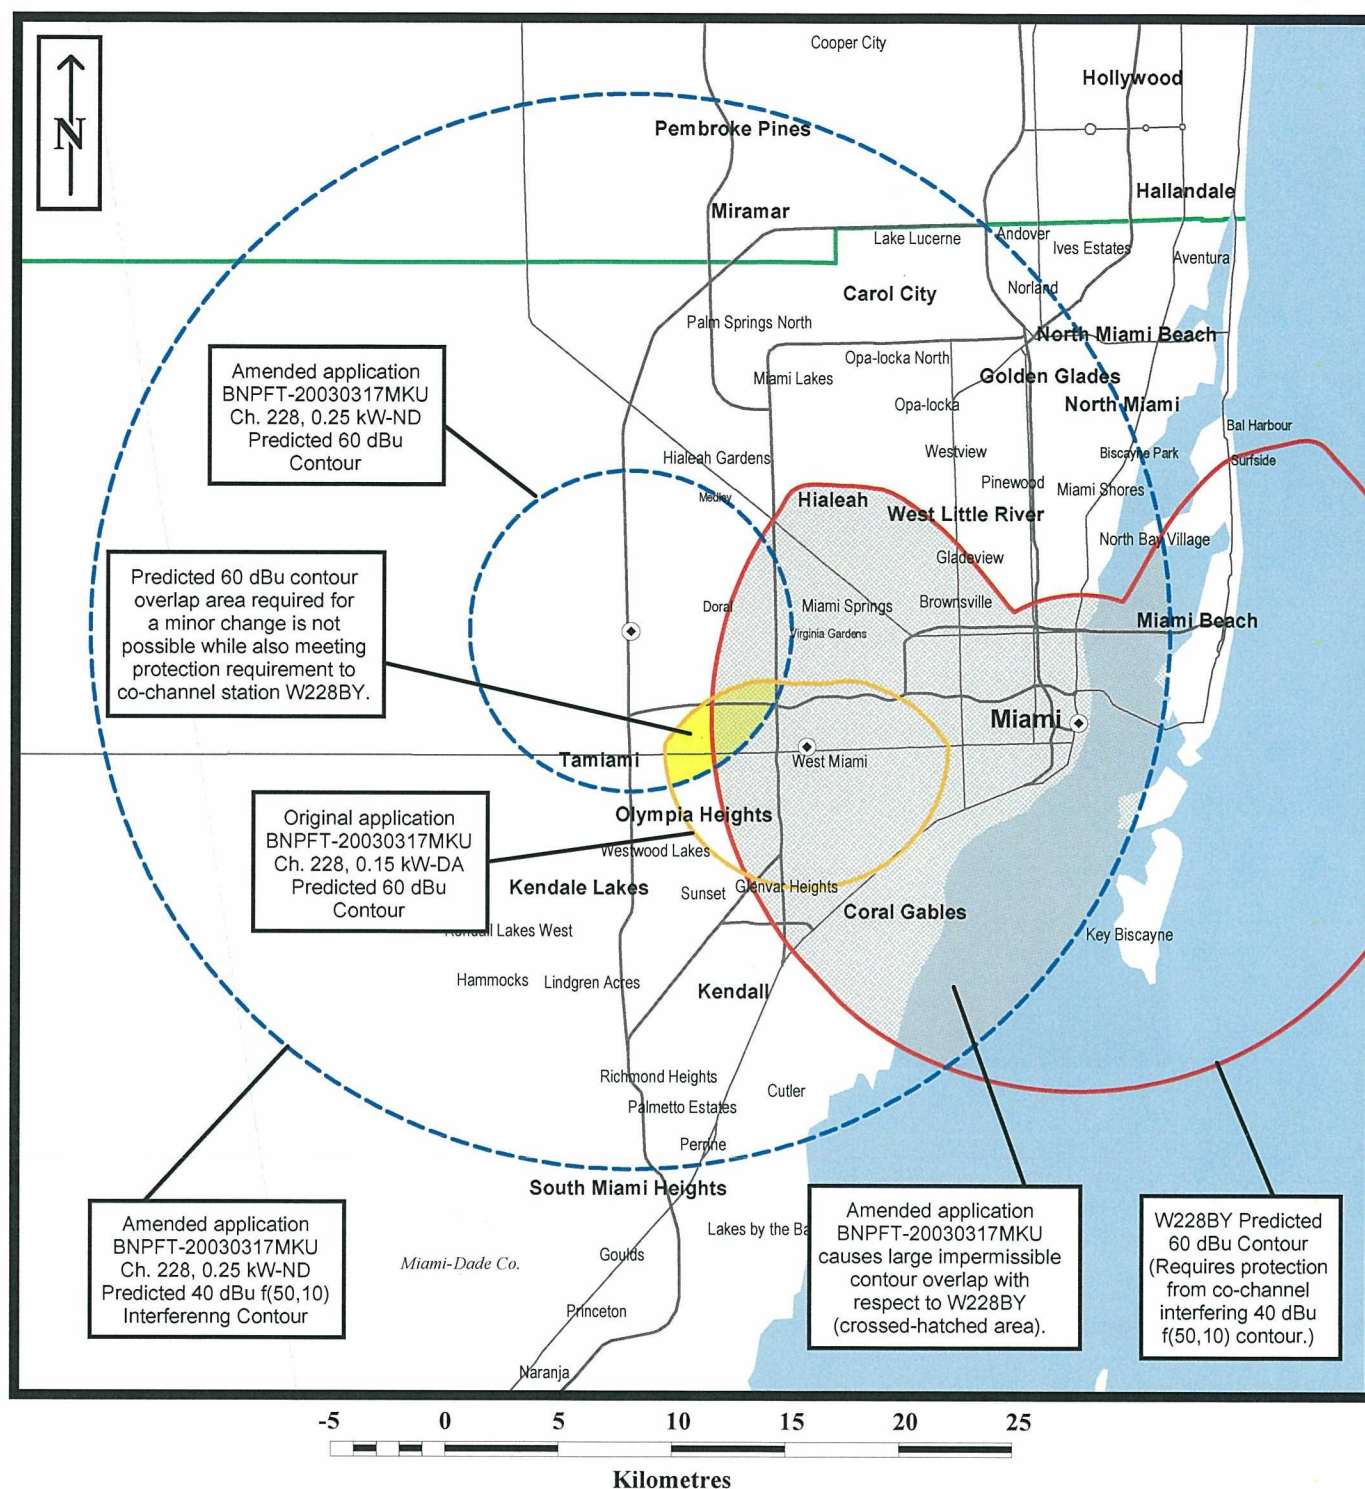 Cooper City
Hollywood
N
Pembroke Pines
Hallandale
Miramar
Lake Lucerne
Andover
Ives Estates
Aventura
Carol City
Norland
Palm Springs North
North Miami Beach
Opa-locka North
Miami Lakes
Golden Glades
Opa-locka
North Miami
Amended application
BNPFT-20030317MKU
Ch. 228, 0.25 kW-ND
Predicted 60 dBu
Contour
Bal Harbour
Hialeah Gardens
Westview
Biscayne Park
Surfside
Medley
Pinewood
Miami Shores
Hialeah
West Little River
North Bay Village
Gladeview
Predicted 60 dBu contour
overlap area required for
a minor change is not
possible while also meeting
protection requirement to
co-channel station W228BY.
Doral
Miami Springs
Brownsville
Virginia Gardens
Miami Beach
Miami
Tamiami
West Miami
Original application
BNPFT-20030317MKU
Ch. 228, 0.15 kW-DA
Predicted 60 dBu
Contour
Olympia Heights
Westwood Lakes
Kendale Lakes
Sunset
Glenvar Heights
Coral Gables
Kendall Lakes West
Key Biscayne
Hammocks
Lindgren Acres
Kendall
Richmond Heights
Cutler
Palmetto Estates
Perrine
South Miami Heights
Lakes by the Ba
Goulds
Miami-Dade Co.
Princeton
Naranja
Amended application
BNPFT-20030317MKU
Ch. 228, 0.25 kW-ND
Predicted 40 dBu f(50,10)
Interferenng Contour
Amended application
BNPFT-20030317MKU
causes large impermissible
contour overlap with
respect to W228BY
(crossed-hatched area).
W228BY Predicted
60 dBu Contour
(Requires protection
from co-channel
interfering 40 dBu
f(50,10) contour.)
-5 0 5 10 15 20 25
Kilometres